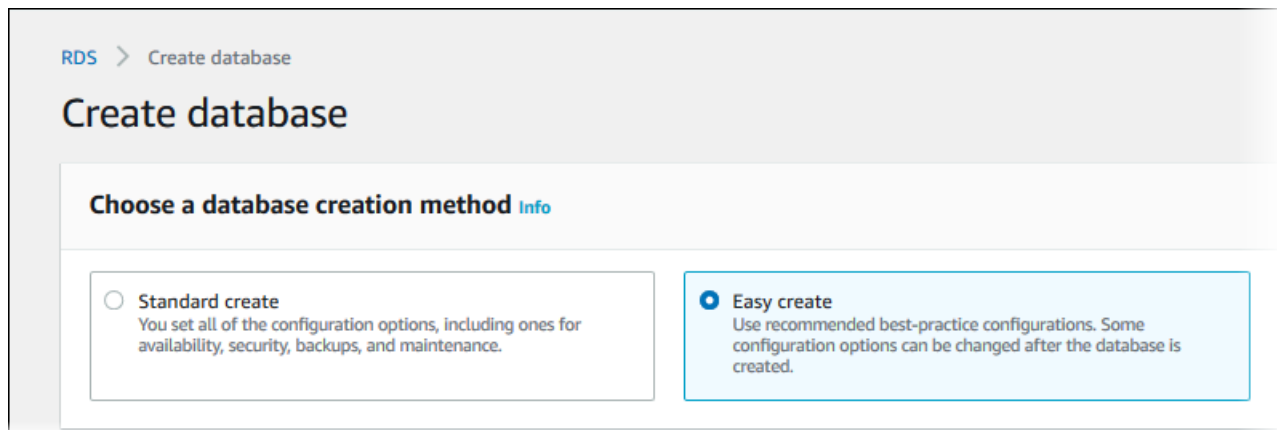 RDS > Create database
Create database
Choose a database creation method Info
Standard create
You set all of the configuration options, including ones for
availability, security, backups, and maintenance.
Easy create
Use recommended best-practice configurations. Some
configuration options can be changed after the database is
created.